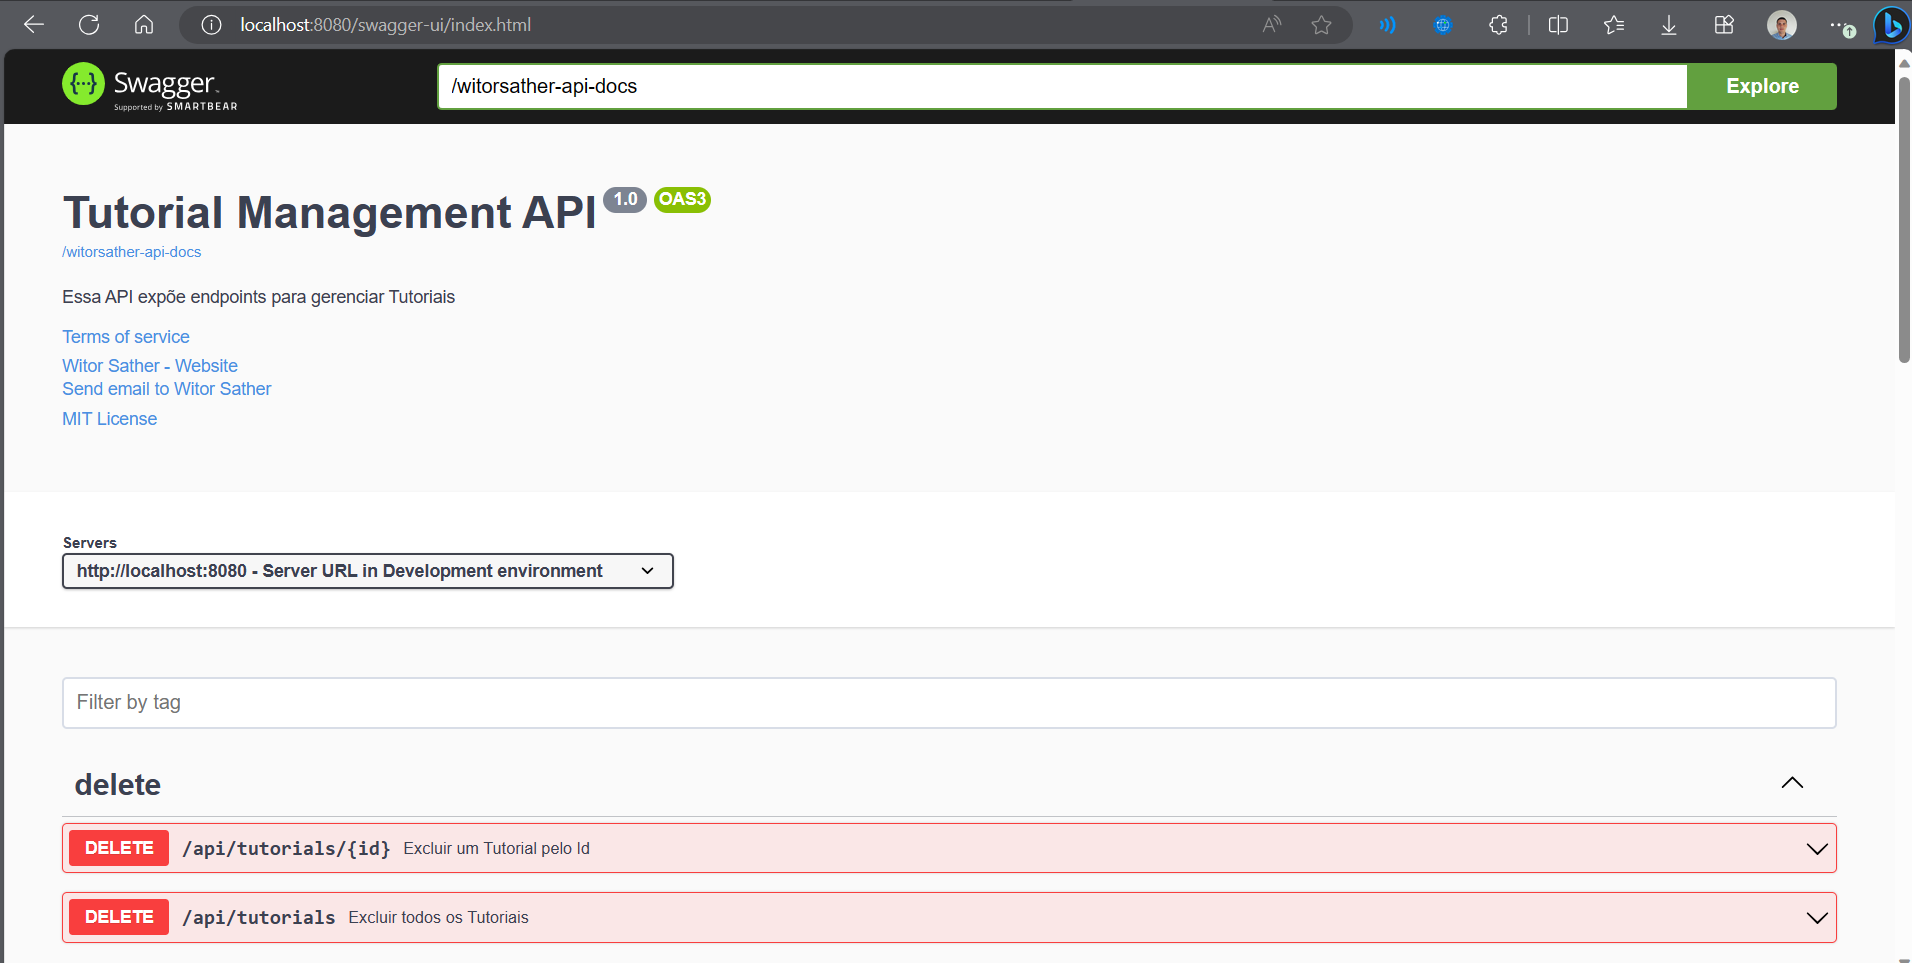 localhost:8080/swagger-ui/index.html
Swagger.
Supported by SMARTBEAR
/witorsather-api-docs
Explore
Tutorial Management API 1.0 OAS3
/witorsather-api-docs
Essa API expõe endpoints para gerenciar Tutoriais
Terms of service
Witor Sather - Website
Send email to Witor Sather
MIT License
Servers
http://localhost:8080 - Server URL in Development environment
Filter by tag
delete
DELETE /api/tutorials/{id} Excluir um Tutorial pelo Id
DELETE /api/tutorials Excluir todos os Tutoriais